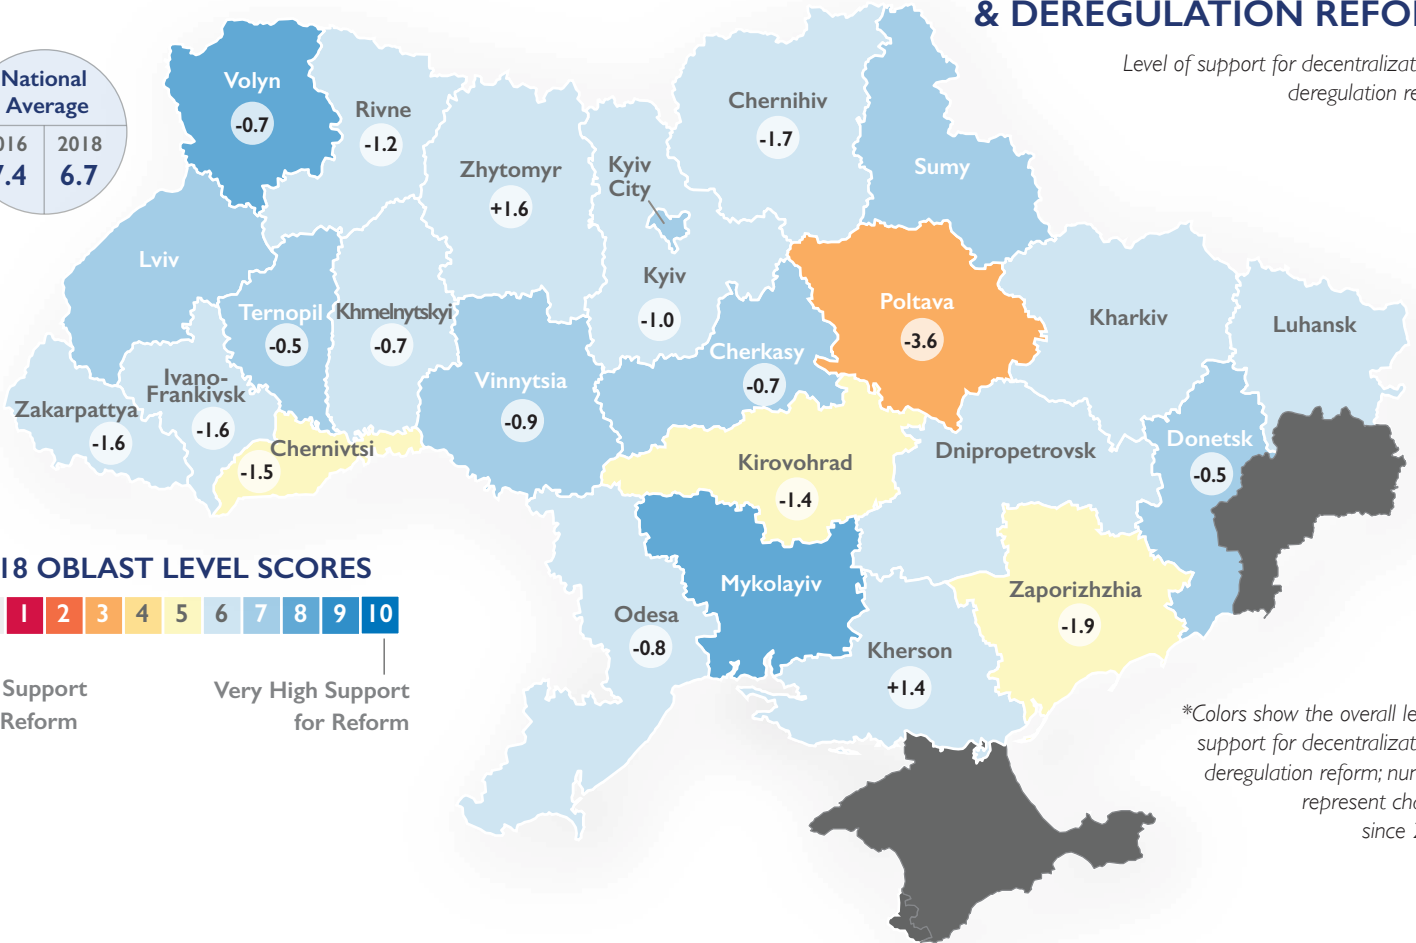 & DEREGULATION REFO
Level of support for decentralizat
deregulation re
National
Average
016 2018
7.4 6.7
Volyn
-0.7
Rivne
-1.2
Zhytomyr
+1.6
Kyiv
City
Chernihiv
-1.7
Sumy
Lviv
Ternopil
-0.5
Khmelnytskyi
-0.7
Kyiv
-1.0
Poltava
-3.6
Kharkiv
Luhansk
Cherkasy
-0.7
Vinnytsia
-0.9
Ivano-
Frankivsk
-1.6
Zakarpattya
-1.6
Chernivtsi
-1.5
Kirovohrad
-1.4
Dnipropetrovsk
Donetsk
-0.5
Mykolayiv
Zaporizhzhia
-1.9
Odesa
-0.8
Kherson
+1.4
18 OBLAST LEVEL SCORES
1 2 3 4 5 6 7 8 9 10
Support
Reform
Very High Support
for Reform
*Colors show the overall le
support for decentralizat
deregulation reform; nu
represent cha
since